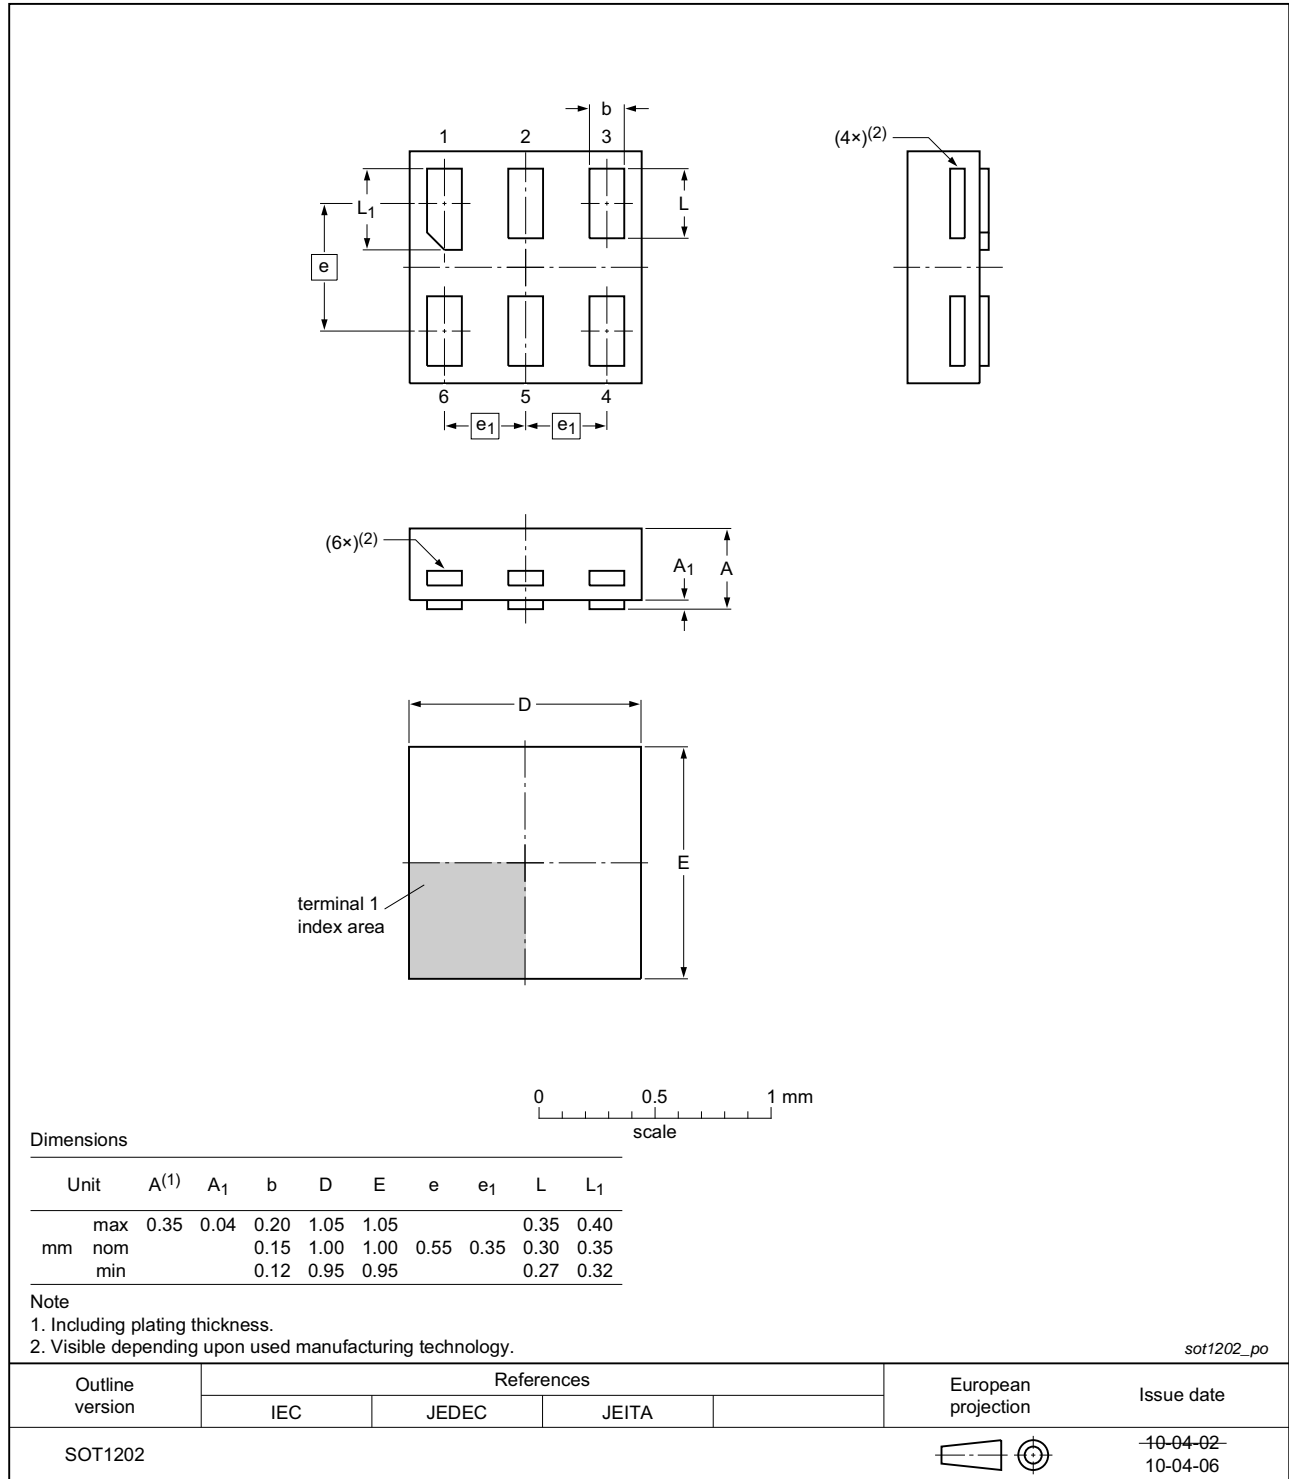 b
1 2 3
(4×)(2)
L1
L
e
6 5 4
e1 e1
(6×)(2)
A1 A
D
E
terminal 1
index area
0 0.5 1 mm
scale
Dimensions
Unit A(1) A1 b D E e e1 L L1
max 0.35 0.04 0.20 1.05 1.05 0.35 0.40
mm nom 0.15 1.00 1.00 0.55 0.35 0.30 0.35
min 0.12 0.95 0.95 0.27 0.32
Note
1. Including plating thickness.
2. Visible depending upon used manufacturing technology.
sot1202_po
Outline version
References
IEC JEDEC JEITA
European projection
Issue date
SOT1202
10-04-02
10-04-06